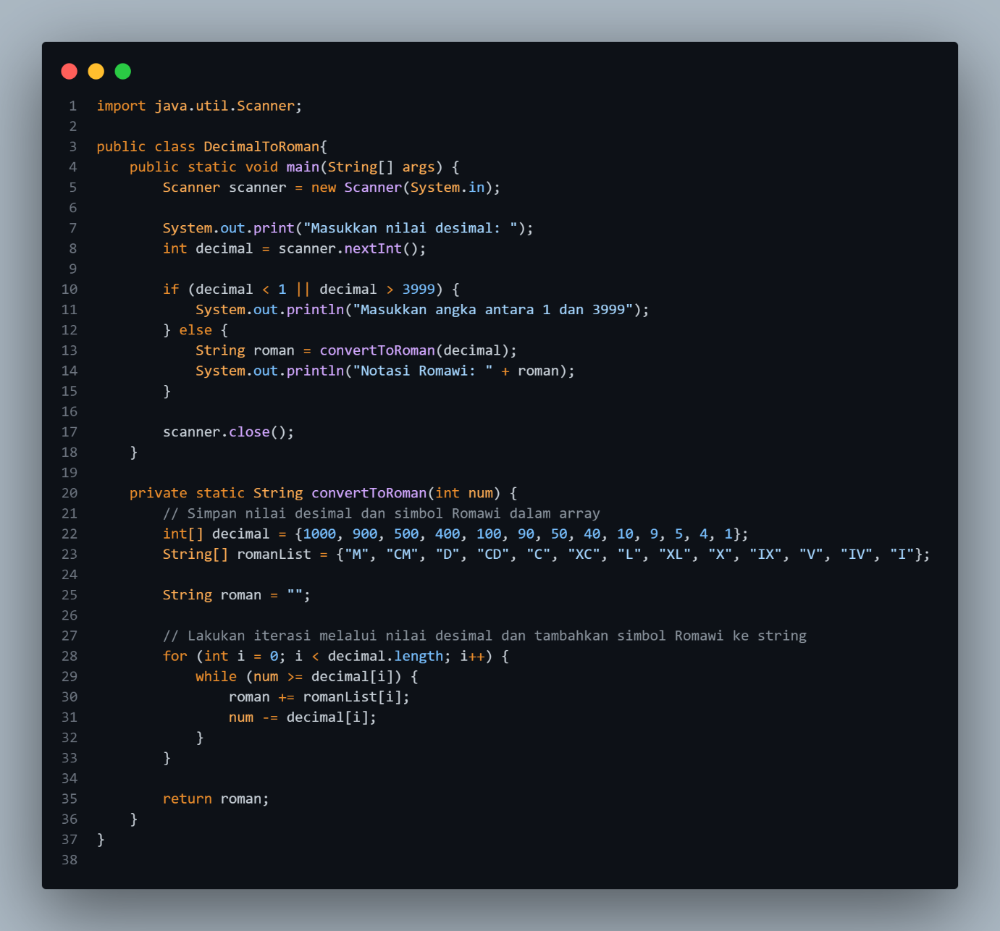 1 import java.util.Scanner;
2
3 public class DecimalToRoman{
4     public static void main(String[] args) {
5         Scanner scanner = new Scanner(System.in);
6
7         System.out.print("Masukkan nilai desimal: ");
8         int decimal = scanner.nextInt();
9
10         if (decimal < 1 || decimal > 3999) {
11             System.out.println("Masukkan angka antara 1 dan 3999");
12         } else {
13             String roman = convertToRoman(decimal);
14             System.out.println("Notasi Romawi: " + roman);
15         }
16
17         scanner.close();
18     }
19
20     private static String convertToRoman(int num) {
21         // Simpan nilai desimal dan simbol Romawi dalam array
22         int[] decimal = {1000, 900, 500, 400, 100, 90, 50, 40, 10, 9, 5, 4, 1};
23         String[] romanList = {"M", "CM", "D", "CD", "C", "XC", "L", "XL", "X", "IX", "V", "IV", "I"};
24
25         String roman = "";
26
27         // Lakukan iterasi melalui nilai desimal dan tambahkan simbol Romawi ke string
28         for (int i = 0; i < decimal.length; i++) {
29             while (num >= decimal[i]) {
30                 roman += romanList[i];
31                 num -= decimal[i];
32             }
33         }
34
35         return roman;
36     }
37 }
38